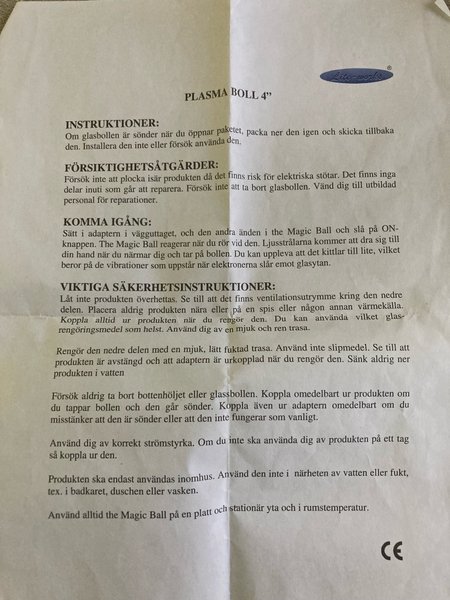 Lite-works ®
PLASMA BOLL 4”
INSTRUKTIONER:
Om glasbollen är sönder när du öppnar paketet, packa ner den igen och skicka tillbaka
den. Installera den inte eller försök använda den.
FÖRSIKTIGHETSÅTGÄRDER:
Försök inte att plocka isär produkten då det finns risk för elektriska stötar. Det finns inga
delar inuti som går att reparera. Försök inte att ta bort glasbollen. Vänd dig till utbildad
personal för reparationer.
KOMMA IGÅNG:
Sätt i adaptern i vägguttaget, och den andra änden i the Magic Ball och slå på ON-
knappen. The Magic Ball reagerar när du rör vid den. Ljusstrålarna kommer att dra sig till
din hand du närmar dig och tar på bollen. Du kan uppleva att det kittlar till lite, vilket
beror på de vibrationer som uppstår när elektronerna slår emot glasytan.
VIKTIGA SÄKERHETSINSTRUKTIONER:
Låt inte produkten överhettas. Se till att det finns ventilationsutrymme kring den nedre
delen. Placera aldrig produkten nära eller på en spis eller någon annan värmekälla.
Koppla alltid ur produkten när du rengör den. Du kan använda vilket glas-
rengöringsmedel som helst. Använd dig av en mjuk och ren trasa.
Rengör den nedre delen med en mjuk, lätt fuktad trasa. Använd inte slipmedel. Se till att
produkten är avstängd och att adaptern är urkopplad när du rengör den. Sänk aldrig ner
produkten i vatten
Försök aldrig ta bort bottenhöljet eller glassbollen. Koppla omedelbart ur produkten om
du tappar bollen och den går sönder. Koppla även ur adaptern omedelbart om du
misstänker att den är sönder eller att den inte fungerar som vanligt.
Använd dig av korrekt strömstyrka. Om du inte ska använda dig av produkten på ett tag
så koppla ur den.
Produkten ska endast användas inomhus. Använd den inte i närheten av vatten eller fukt,
tex. i badkaret, duschen eller vasken.
Använd alltid the Magic Ball på en platt och stationär yta och i rumstemperatur.
CE